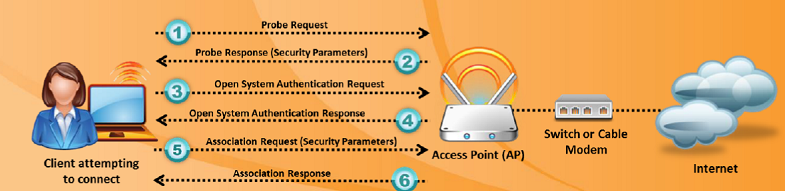 1 Probe Request
Probe Response (Security Parameters) 2
3 Open System Authentication Request
Open System Authentication Response 4
5 Association Request (Security Parameters)
Association Response 6
Client attempting
to connect
Access Point (AP)
Switch or Cable
Modem
Internet